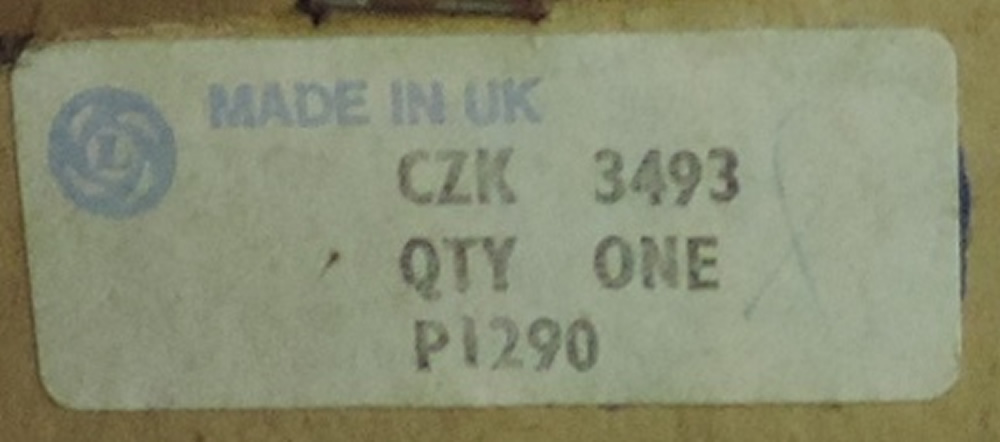 MADE IN UK
L
CZK 3493
QTY ONE
P1290